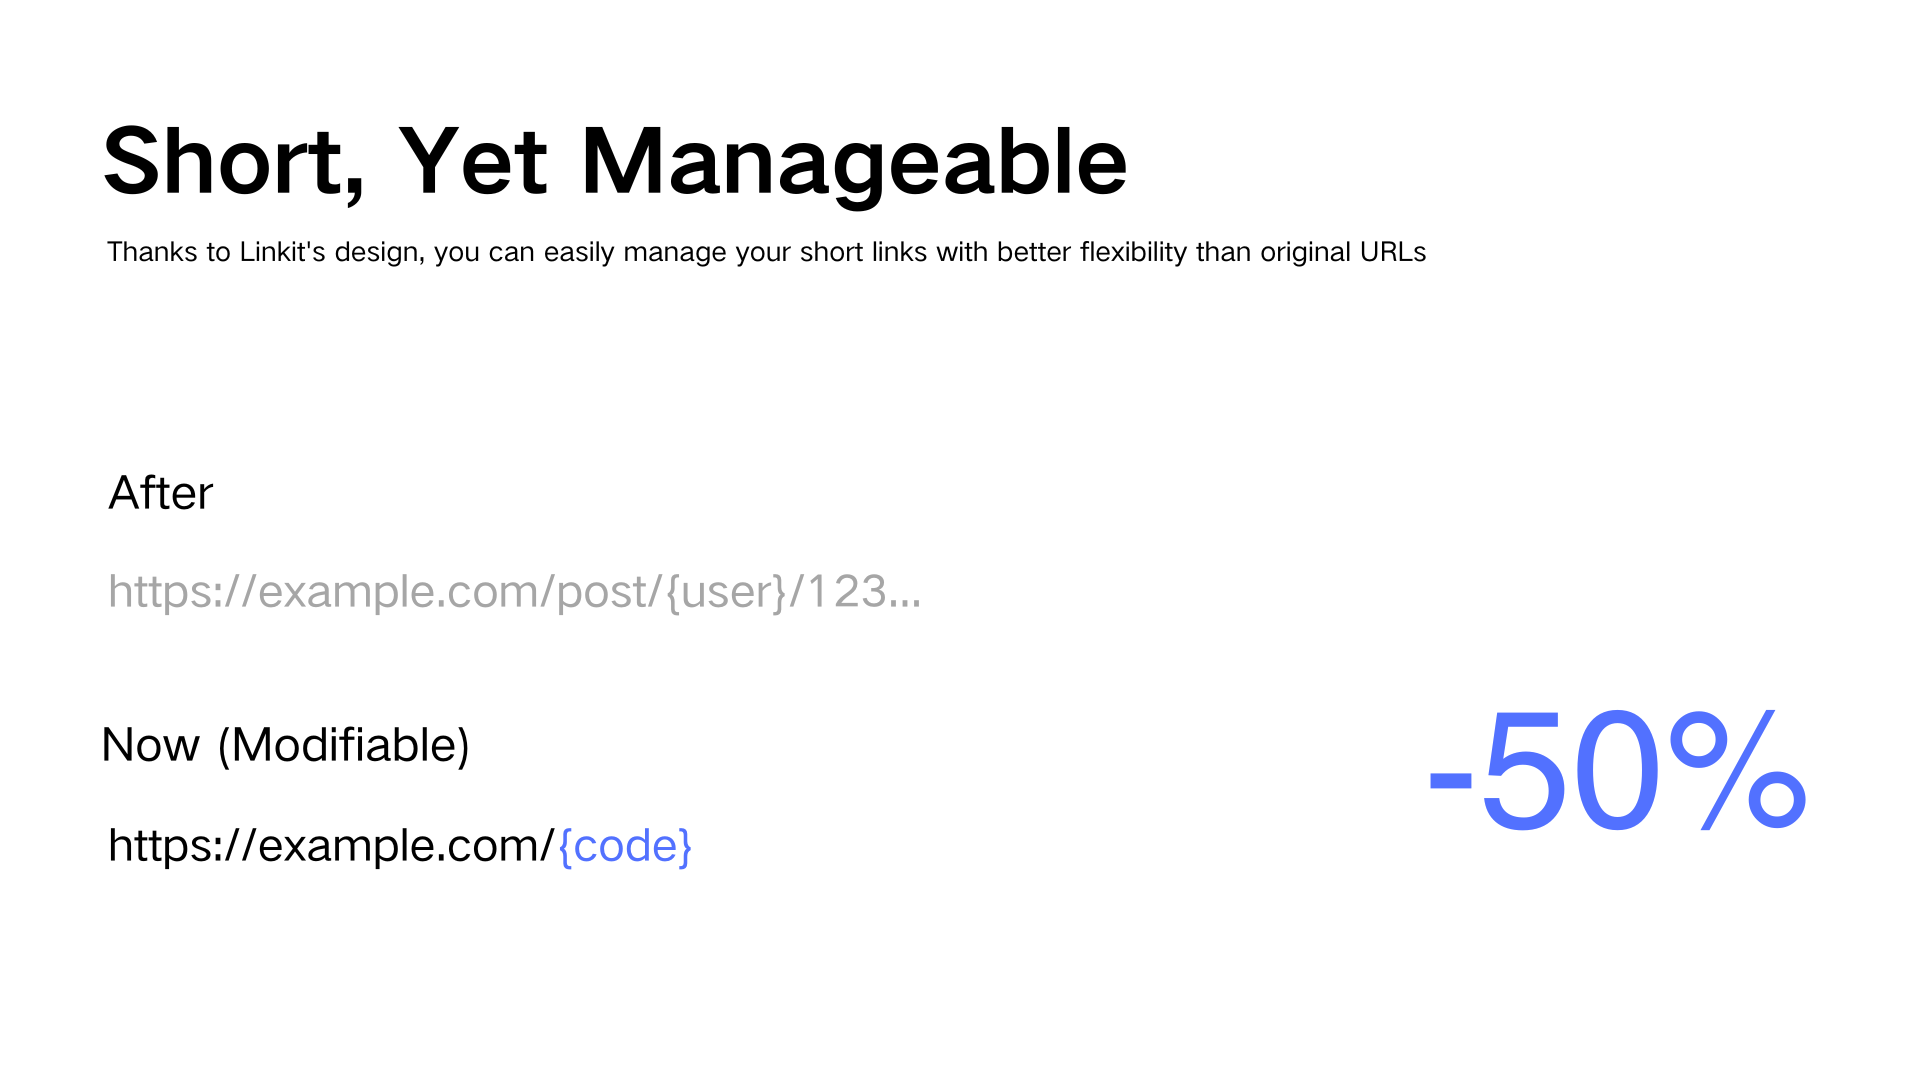 Short, Yet Manageable
Thanks to Linkit's design, you can easily manage your short links with better flexibility than original URLs
After
https://example.com/post/{user}/123...
Now (Modifiable)
https://example.com/{code}
-50%